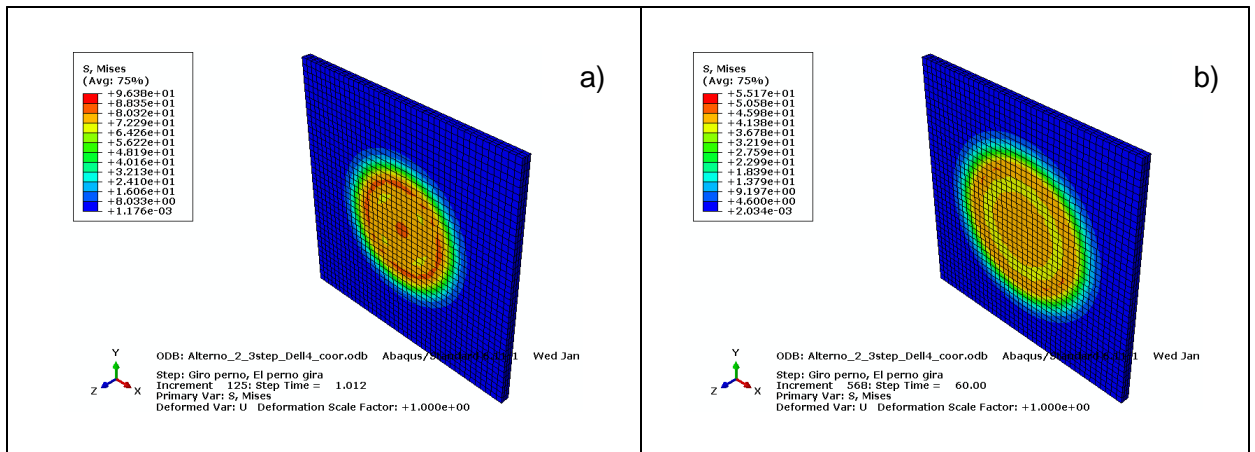 a)
S, Mises
(Avg: 75%)
+9.638e+01
+8.835e+01
+8.032e+01
+7.229e+01
+6.426e+01
+5.622e+01
+4.819e+01
+4.016e+01
+3.213e+01
+2.410e+01
+1.606e+01
+8.033e+00
+1.176e-03
Y
Z
X
ODB: Alterno_2_3step_Dell4_coor.odb Wed Jan
Step: Giro perno, El perno gira
Increment 125: Step Time = 1.012
Primary Var: S, Mises
Deformed Var: U Deformation Scale Factor: +1.000e+00
b)
S, Mises
(Avg: 75%)
+5.517e+01
+5.058e+01
+4.598e+01
+4.138e+01
+3.678e+01
+3.219e+01
+2.759e+01
+2.299e+01
+1.839e+01
+1.379e+01
+9.197e+00
+4.600e+00
+2.034e-03
Y
Z
X
ODB: Alterno_2_3step_Dell4_coor.odb Wed Jan
Step: Giro perno, El perno gira
Increment 568: Step Time = 60.00
Primary Var: S, Mises
Deformed Var: U Deformation Scale Factor: +1.000e+00